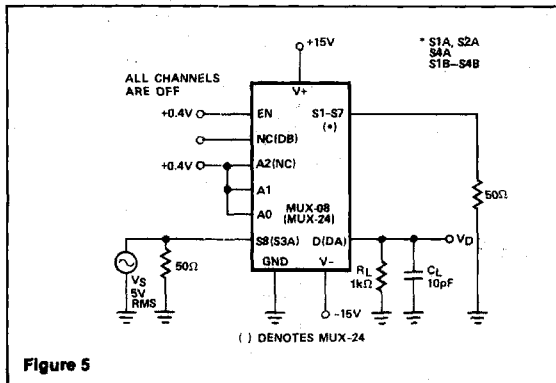 +15V
* S1A, S2A
S4A
S1B–S4B
ALL CHANNELS
ARE OFF
V+
+0.4V
EN
S1–S7
(*)
NC(DB)
+0.4V
A2(NC)
A1
50Ω
A0
MUX-08
(MUX-24)
S8(S3A)
D(DA)
VD
GND
V–
VS
5V
RMS
50Ω
RL
1kΩ
CL
10pF
–15V
( ) DENOTES MUX-24
Figure 5